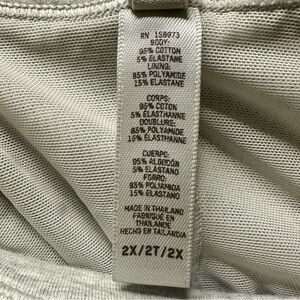 RN 158073
BODY:
95% COTTON
5% ELASTANE
LINING:
85% POLYAMIDE
15% ELASTANE
CORPS:
95% COTON
5% ÉLASTHANNE
DOUBLURE:
85% POLYAMIDE
15% ÉLASTHANNE
CUERPO:
95% ALGODÓN
5% ELASTANO
FORRO:
85% POLIAMIDA
15% ELASTANO
MADE IN THAILAND
FABRIQUÉ EN
THAÏLANDE
HECHO EN TAILANDIA
2X/2T/2X